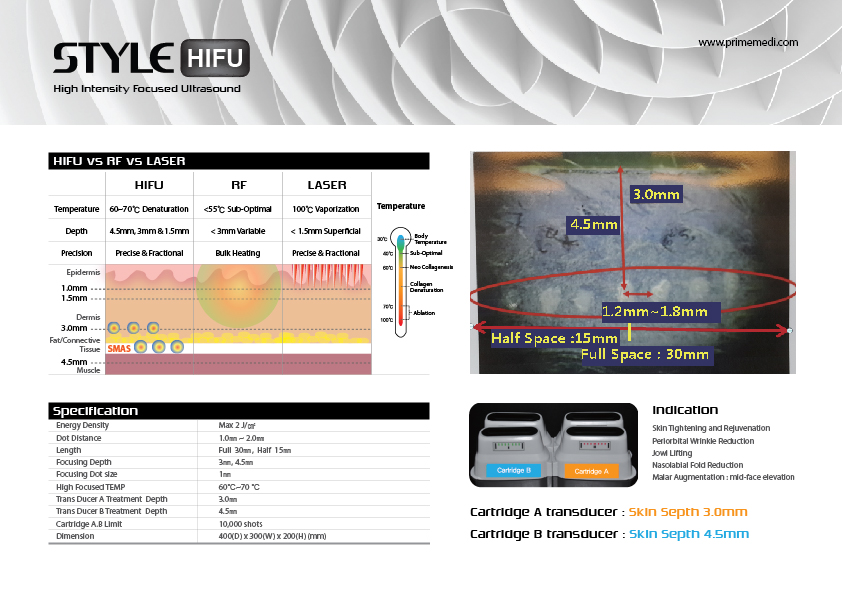 STYLE HIFU
High Intensity Focused Ultrasound
www.primemedi.com
HIFU VS RF VS LASER
HIFU RF LASER
Temperature 60~70℃ Denaturation <55℃ Sub-Optimal 100℃ Vaporization
Depth 4.5mm, 3mm & 1.5mm < 3mm Variable < 1.5mm Superficial
Precision Precise & Fractional Bulk Heating Precise & Fractional
Epidermis
1.0mm
1.5mm
Dermis
3.0mm
Fat/Connective
Tissue
SMAS
4.5mm
Muscle
Temperature
30℃ Body
Temperature
40℃ Sub-Optimal
60℃ Neo Collagenesis
Collagen
Denaturation
70℃
Ablation
100℃
3.0mm
4.5mm
1.2mm~1.8mm
Half Space :15mm
Full Space : 30mm
Specification
Energy Density Max 2 J/㎠
Dot Distance 1.0㎜ ~ 2.0㎜
Length Full 30㎜, Half 15㎜
Focusing Depth 3㎜, 4.5㎜
Focusing Dot size 1㎜
High Focused TEMP 60℃~70 ℃
Trans Ducer A Treatment Depth 3.0㎜
Trans Ducer B Treatment Depth 4.5㎜
Cartridge A.B Limit 10,000 shots
Dimension 400(D) x 300(W) x 200(H) (mm)
Cartridge B
Cartridge A
Indication
Skin Tightening and Rejuvenation
Periorbital Wrinkle Reduction
Jowl Lifting
Nasolabial Fold Reduction
Malar Augmentation : mid-face elevation
Cartridge A transducer : Skin Septh 3.0mm
Cartridge B transducer : Skin Septh 4.5mm